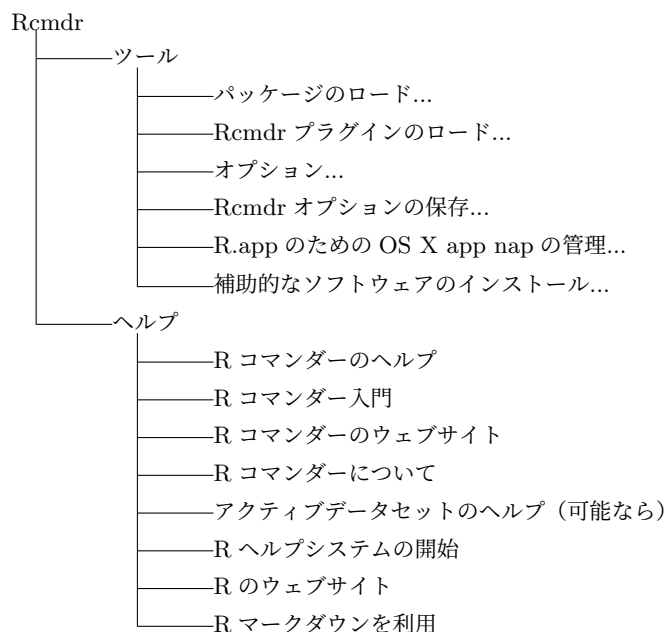 Rcmdr
ツール
パッケージのロード...
Rcmdr プラグインのロード...
オプション...
Rcmdr オプションの保存...
R.app のための OS X app nap の管理...
補助的なソフトウェアのインストール...
ヘルプ
R コマンダーのヘルプ
R コマンダー入門
R コマンダーのウェブサイト
R コマンダーについて
アクティブデータセットのヘルプ（可能なら）
R ヘルプシステムの開始
R のウェブサイト
R マークダウンを利用